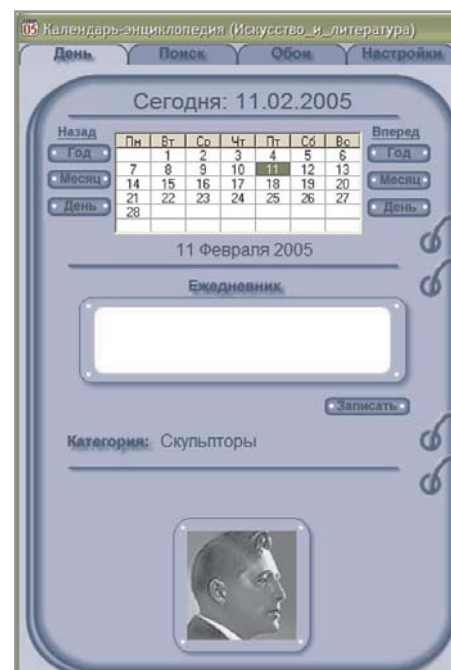 05 Календарь-энциклопедия (Искусство_и_литература)
День Поиск Обои Настройки
Сегодня: 11.02.2005
Назад Вперед
Пн Вт Ср Чт Пт Сб Вс
Год 1 2 3 4 5 6 Год
7 8 9 10 11 12 13
Месяц 14 15 16 17 18 19 20 Месяц
21 22 23 24 25 26 27
День 28 День
11 Февраля 2005
Ежедневник
Записать
Категория: Скульпторы